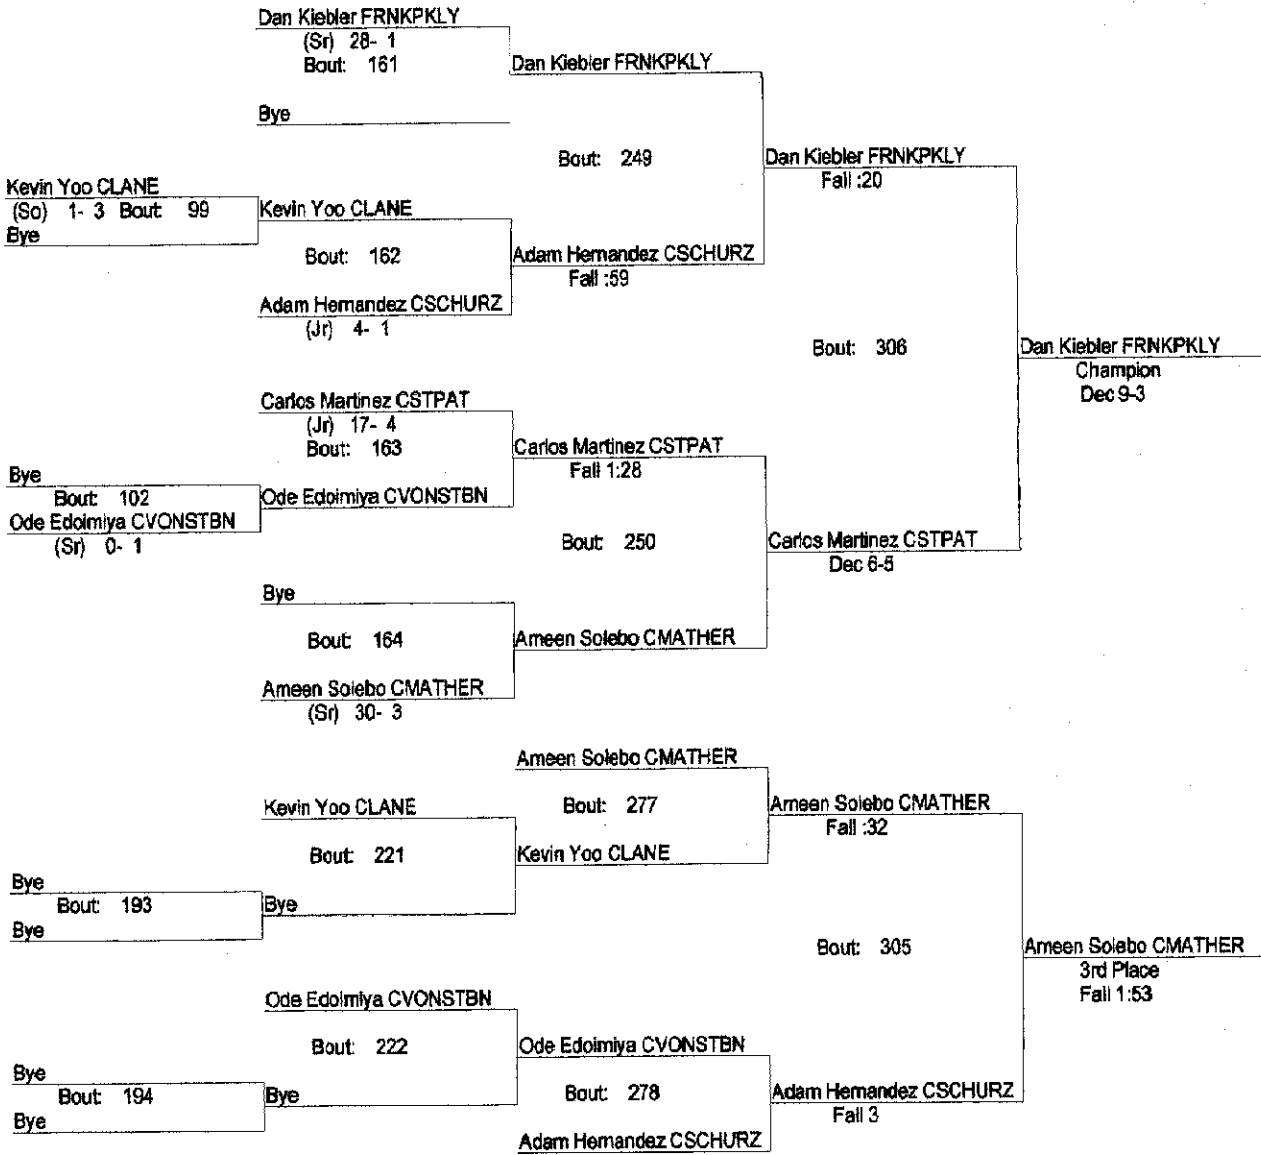 Dan Kiebler FRNKPKLY
(Sr) 28- 1
Bout: 161
Dan Kiebler FRNKPKLY
Bye
Bout: 249
Dan Kiebler FRNKPKLY
Fall :20
Kevin Yoo CLANE
(So) 1- 3 Bout: 99
Bye
Kevin Yoo CLANE
Bout: 162
Adam Hernandez CSCHURZ
Fall :59
Adam Hernandez CSCHURZ
(Jr) 4- 1
Bout: 306
Dan Kiebler FRNKPKLY
Champion
Dec 9-3
Carlos Martinez CSTPAT
(Jr) 17- 4
Bout: 163
Carlos Martinez CSTPAT
Fall 1:28
Bye
Bout: 102
Ode Edoimiya CVONSTBN
Ode Edoimiya CVONSTBN
(Sr) 0- 1
Bout: 250
Carlos Martinez CSTPAT
Dec 6-5
Bye
Bout: 164
Ameen Solebo CMATHER
Ameen Solebo CMATHER
(Sr) 30- 3
Ameen Solebo CMATHER
Kevin Yoo CLANE
Bout: 277
Ameen Solebo CMATHER
Fall :32
Bout: 221
Kevin Yoo CLANE
Bye
Bout: 193
Bye
Bye
Bout: 305
Ameen Solebo CMATHER
3rd Place
Fall 1:53
Ode Edoimiya CVONSTBN
Bout: 222
Ode Edoimiya CVONSTBN
Bye
Bout: 194
Bye
Bye
Bout: 278
Adam Hernandez CSCHURZ
Fall 3
Adam Hernandez CSCHURZ